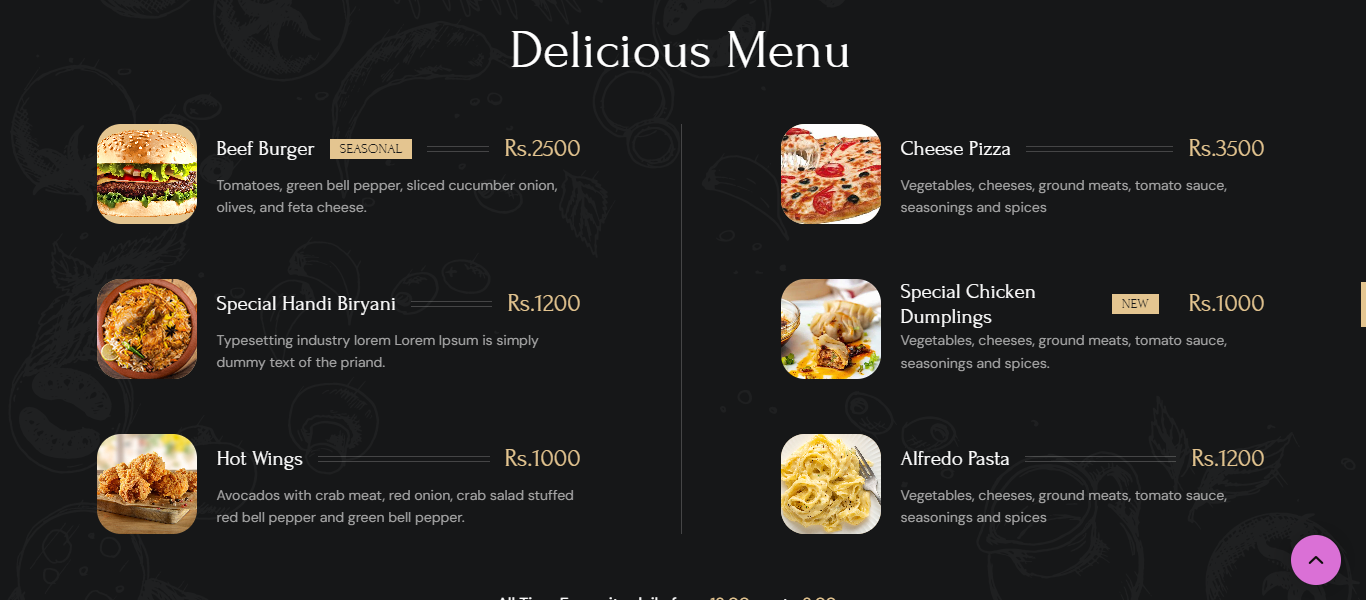 Delicious Menu
Beef Burger SEASONAL Rs.2500
Tomatoes, green bell pepper, sliced cucumber onion,
olives, and feta cheese.
Special Handi Biryani Rs.1200
Typesetting industry lorem Lorem Ipsum is simply
dummy text of the priand.
Hot Wings Rs.1000
Avocados with crab meat, red onion, crab salad stuffed
red bell pepper and green bell pepper.
Cheese Pizza Rs.3500
Vegetables, cheeses, ground meats, tomato sauce,
seasonings and spices
Special Chicken
Dumplings NEW Rs.1000
Vegetables, cheeses, ground meats, tomato sauce,
seasonings and spices.
Alfredo Pasta Rs.1200
Vegetables, cheeses, ground meats, tomato sauce,
seasonings and spices